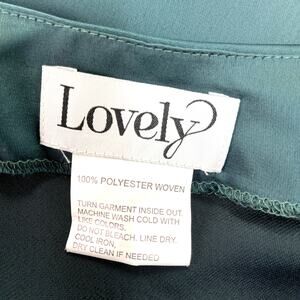 Lovely
100% POLYESTER WOVEN
TURN GARMENT INSIDE OUT.
MACHINE WASH COLD WITH
LIKE COLORS.
DO NOT BLEACH. LINE DRY.
COOL IRON,
DRY CLEAN IF NEEDED